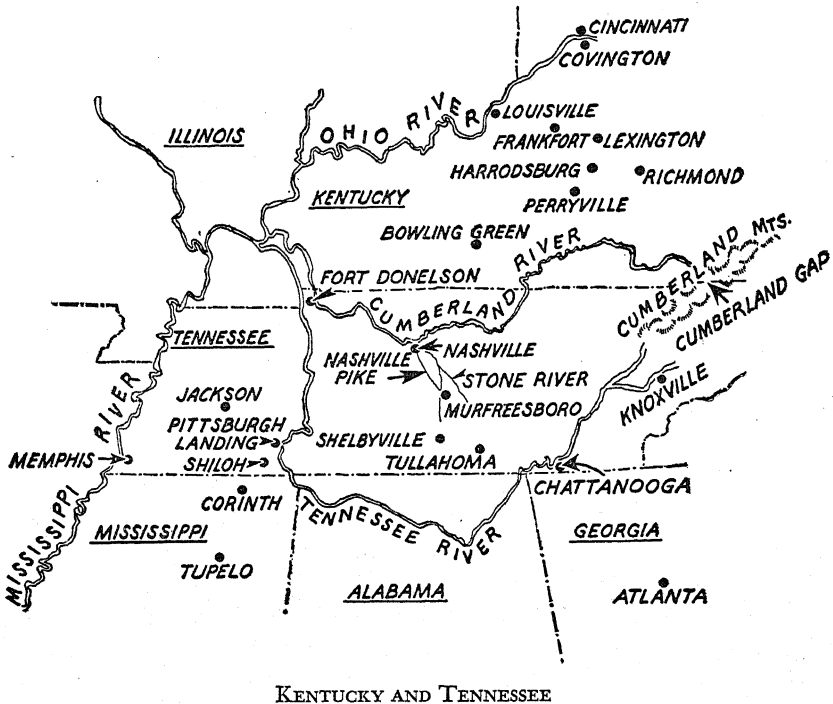 CINCINNATI
COVINGTON
LOUISVILLE
OHIO RIVER
ILLINOIS
FRANKFORT
LEXINGTON
HARRODSBURG
RICHMOND
KENTUCKY
PERRYVILLE
BOWLING GREEN
CUMBERLAND MTS.
FORT DONELSON
CUMBERLAND RIVER
CUMBERLAND GAP
TENNESSEE
NASHVILLE
PIKE
NASHVILLE
STONE RIVER
KNOXVILLE
JACKSON
MURFREESBORO
PITTSBURGH
LANDING
SHELBYVILLE
MEMPHIS
SHILOH
TULLAHOMA
CHATTANOOGA
CORINTH
MISSISSIPPI RIVER
MISSISSIPPI
TENNESSEE RIVER
GEORGIA
TUPELO
ALABAMA
ATLANTA
KENTUCKY AND TENNESSEE